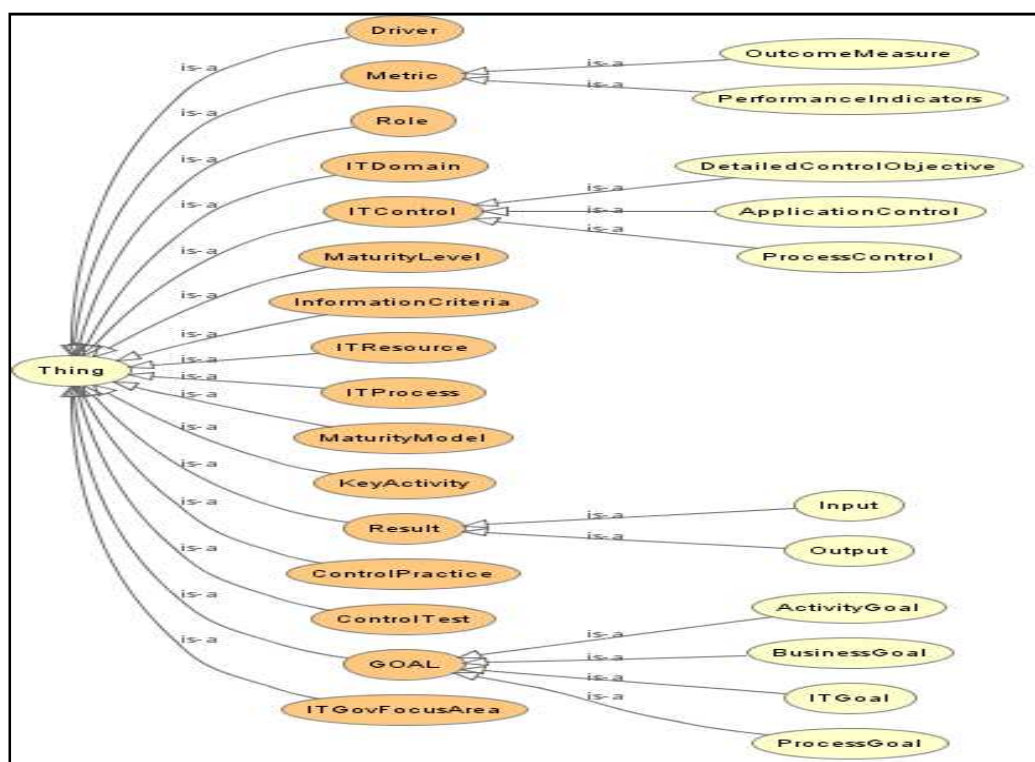 Driver
is-a
Metric
is-a
OutcomeMeasure
is-a
PerformanceIndicators
is-a
Role
is-a
ITDomain
is-a
DetailedControlObjective
is-a
ITControl
is-a
ApplicationControl
is-a
ProcessControl
is-a
MaturityLevel
is-a
InformationCriteria
is-a
ITResource
is-a
Thing
is-a
ITProcess
is-a
MaturityModel
is-a
KeyActivity
is-a
Result
is-a
Input
is-a
Output
is-a
ControlPractice
is-a
ControlTest
is-a
ActivityGoal
is-a
GOAL
is-a
BusinessGoal
is-a
ITGoal
is-a
ProcessGoal
is-a
ITGovFocusArea